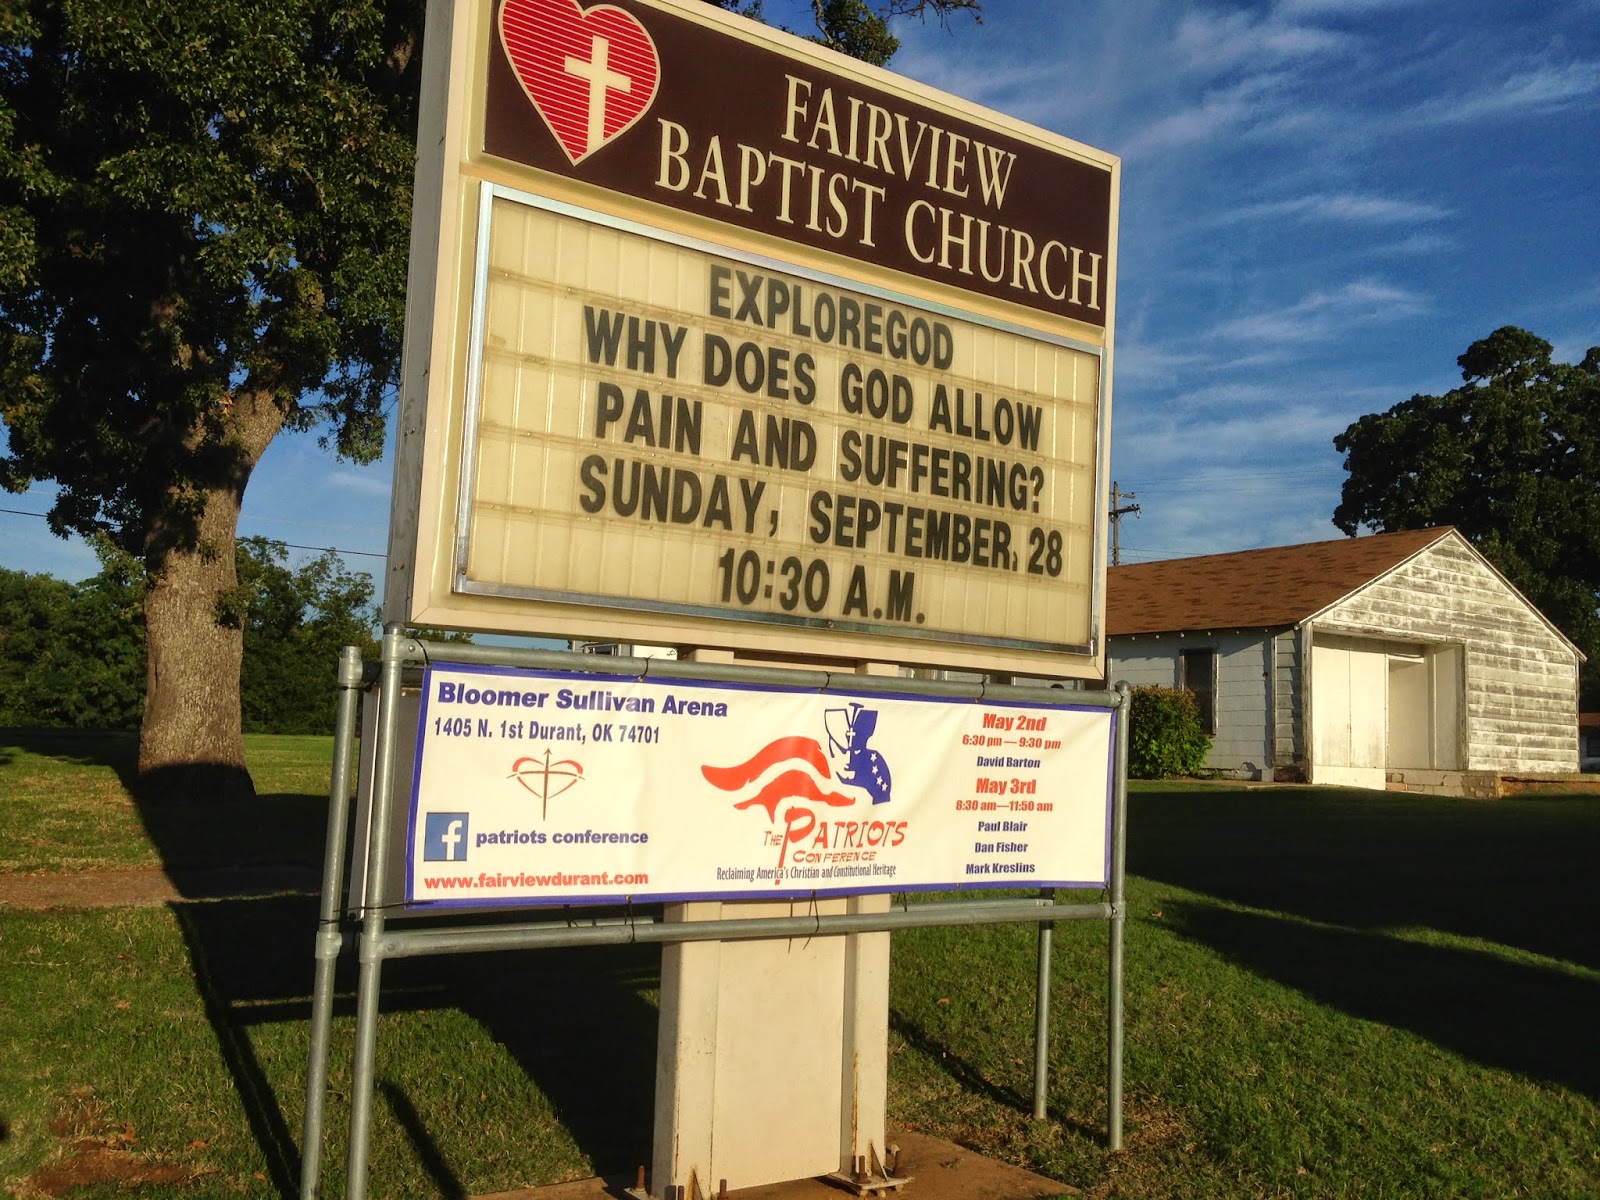 FAIRVIEW
BAPTIST CHURCH
EXPLOREGOD
WHY DOES GOD ALLOW
PAIN AND SUFFERING?
SUNDAY, SEPTEMBER, 28
10:30 A.M.
Bloomer Sullivan Arena
1405 N. 1st Durant, OK 74701
f patriots conference
www.fairviewdurant.com
THE PATRIOTS
CONFERENCE
Reclaiming America's Christian and Constitutional Heritage
May 2nd
6:30 pm — 9:30 pm
David Barton
May 3rd
8:30 am—11:50 am
Paul Blair
Dan Fisher
Mark Kreslins